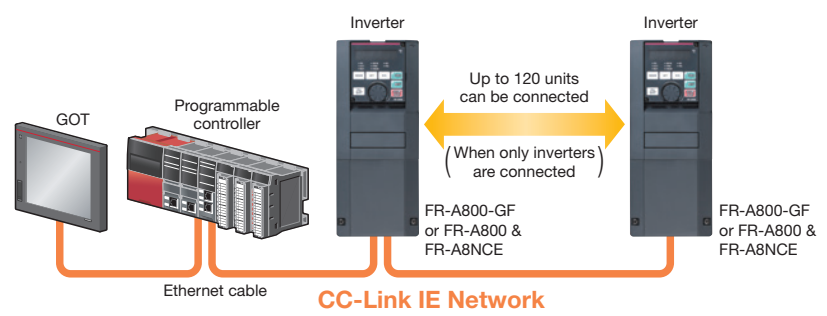 Inverter
Inverter
GOT
Programmable
controller
Up to 120 units
can be connected
(When only inverters
are connected)
FR-A800-GF
or FR-A800 &
FR-A8NCE
FR-A800-GF
or FR-A800 &
FR-A8NCE
Ethernet cable
CC-Link IE Network